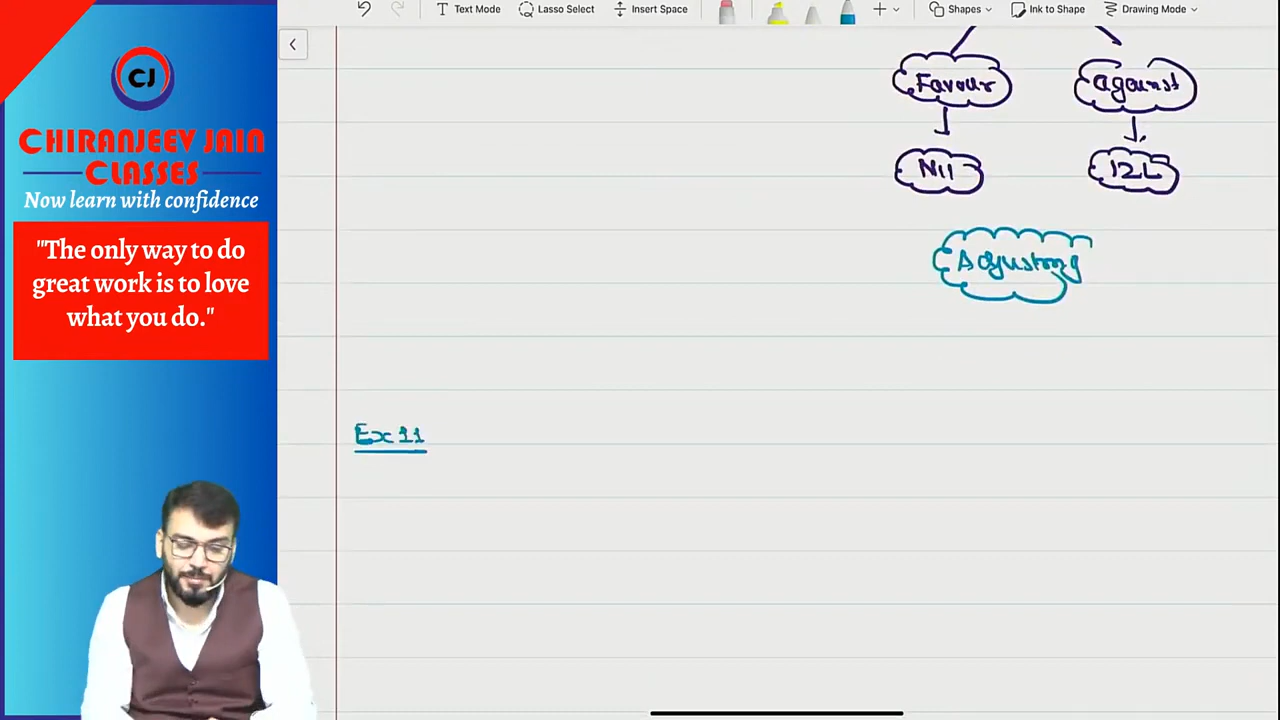 Text Mode Lasso Select Insert Space Shapes Ink to Shape Drawing Mode
CJ
CHIRANJEEV JAIN
CLASSES
Now learn with confidence
"The only way to do
great work is to love
what you do."
Favour against
Nil 12L
Adjusting
Ex 11